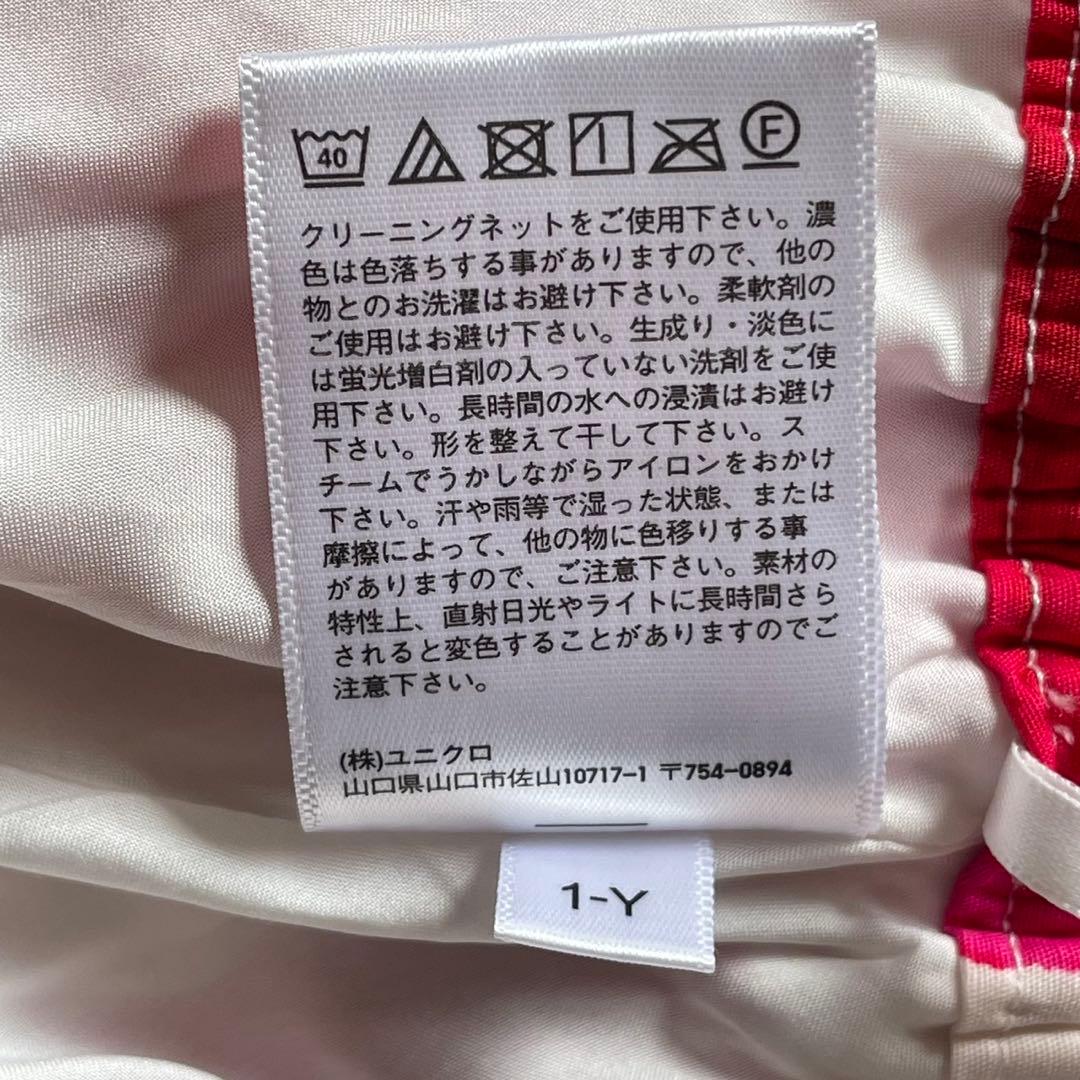 40 F
クリーニングネットをご使用下さい。濃
色は色落ちする事がありますので、他の
物とのお洗濯はお避け下さい。柔軟剤の
ご使用はお避け下さい。生成り・淡色に
は蛍光増白剤の入っていない洗剤をご使
用下さい。長時間の水への浸漬はお避け
下さい。形を整えて干して下さい。ス
チームでうかしながらアイロンをおかけ
下さい。汗や雨等で湿った状態、または
摩擦によって、他の物に色移りする事
がありますので、ご注意下さい。素材の
特性上、直射日光やライトに長時間さら
されると変色することがありますのでご
注意下さい。
(株)ユニクロ
山口県山口市佐山10717-1 〒754-0894
1-Y